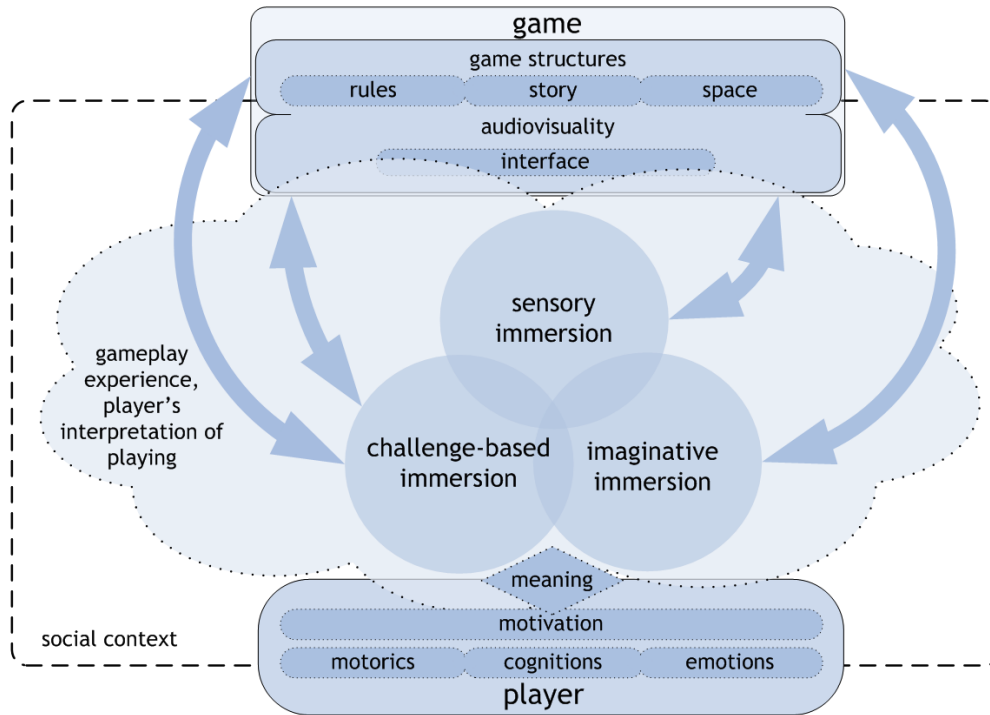 game
game structures
rules story space
audiovisuality
interface
sensory
immersion
gameplay
experience,
player's
interpretation of
playing
challenge-based
immersion
imaginative
immersion
meaning
social context
motivation
motorics cognitions emotions
player